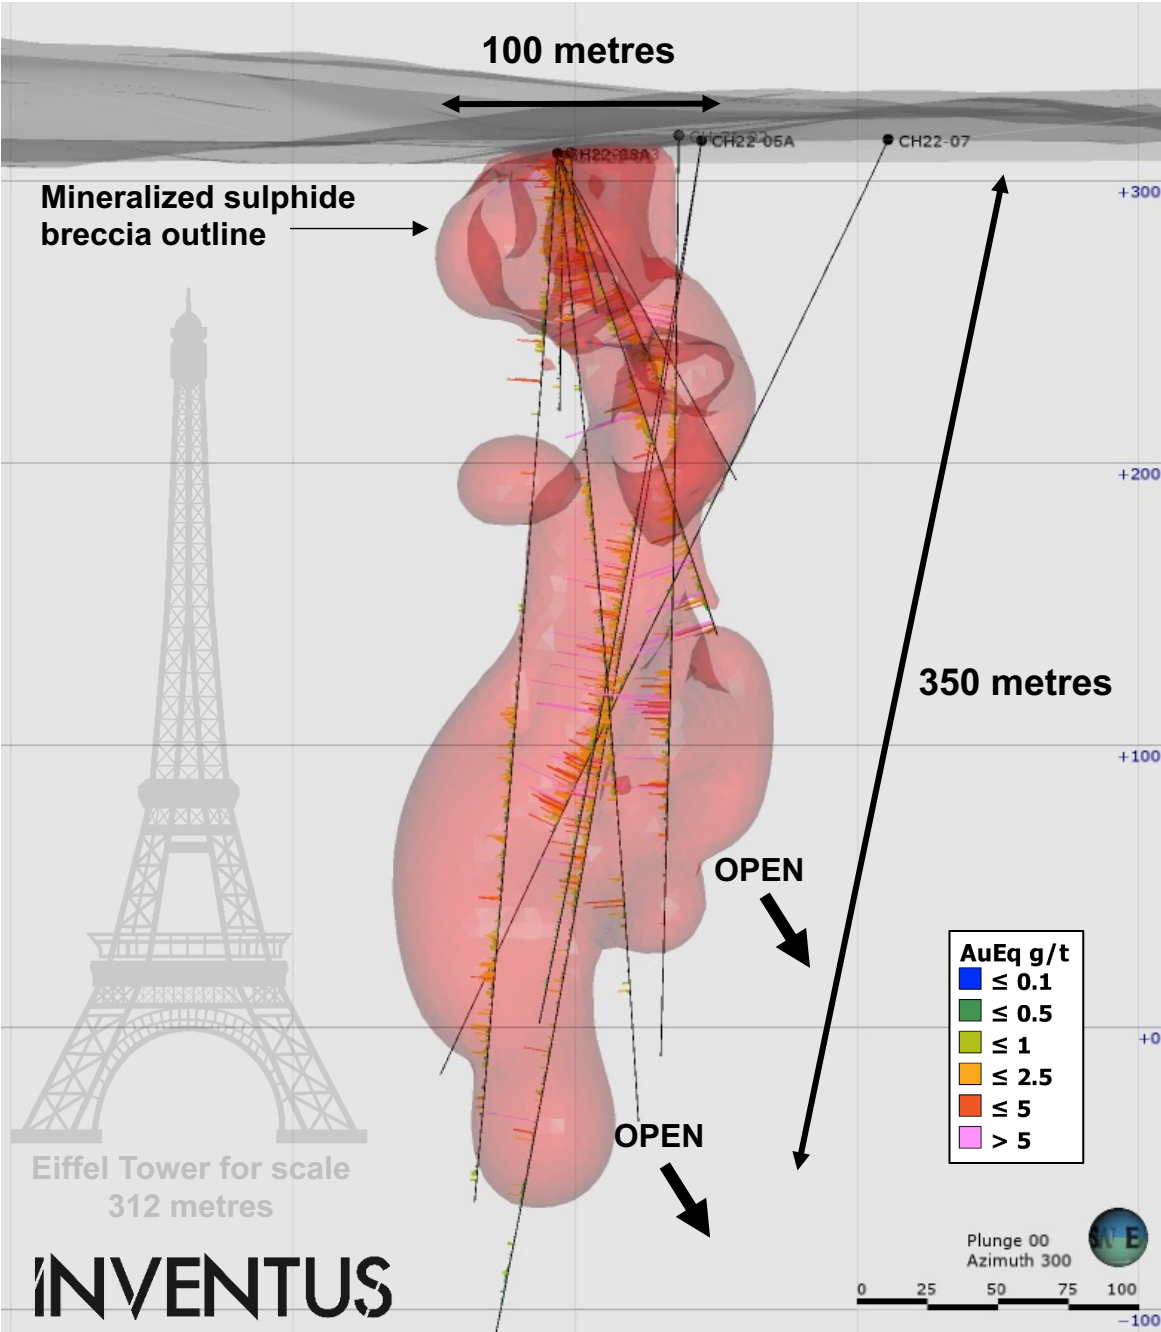 100 metres
CH22-06A
CH22-07
Mineralized sulphide
breccia outline
+300
+200
350 metres
+100
OPEN
AuEq g/t
≤ 0.1
≤ 0.5
≤ 1
≤ 2.5
≤ 5
> 5
+0
OPEN
Eiffel Tower for scale
312 metres
INVENTUS
Plunge 00
Azimuth 300
E
0 25 50 75 100
−100